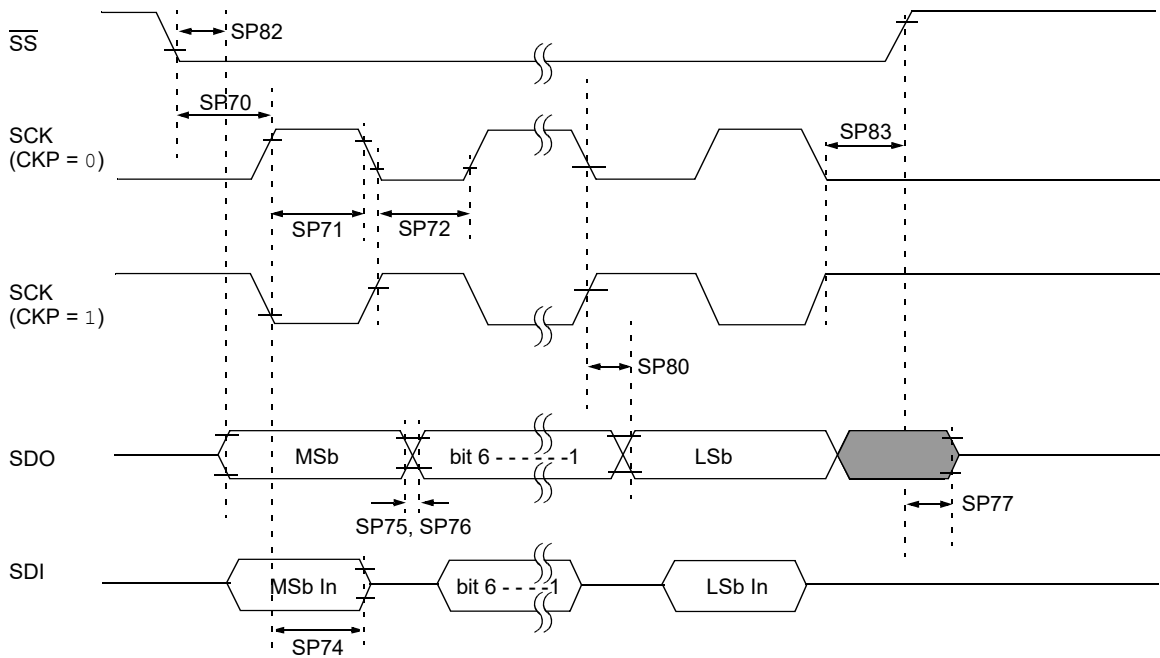 SS
SP82
SP70
SCK
(CKP = 0)
SP83
SP71
SP72
SCK
(CKP = 1)
SP80
SDO
MSb
bit 6 - - - - - -1
LSb
SP75, SP76
SP77
SDI
MSb In
bit 6 - - - -1
LSb In
SP74